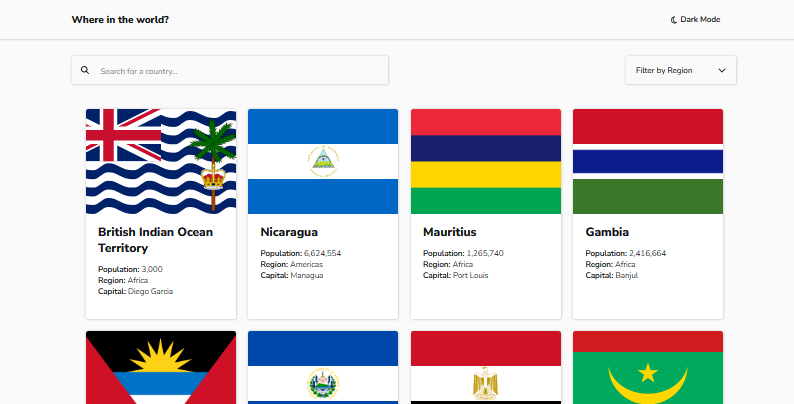 Where in the world?
Dark Mode
Search for a country...
Filter by Region
British Indian Ocean
Territory
Population: 3,000
Region: Africa
Capital: Diego Garcia
Nicaragua
Population: 6,624,554
Region: Americas
Capital: Managua
Mauritius
Population: 1,265,740
Region: Africa
Capital: Port Louis
Gambia
Population: 2,416,664
Region: Africa
Capital: Banjul